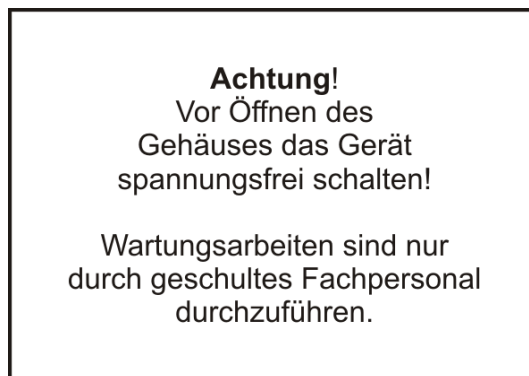 Achtung!
Vor Öffnen des
Gehäuses das Gerät
spannungsfrei schalten!
Wartungsarbeiten sind nur
durch geschultes Fachpersonal
durchzuführen.